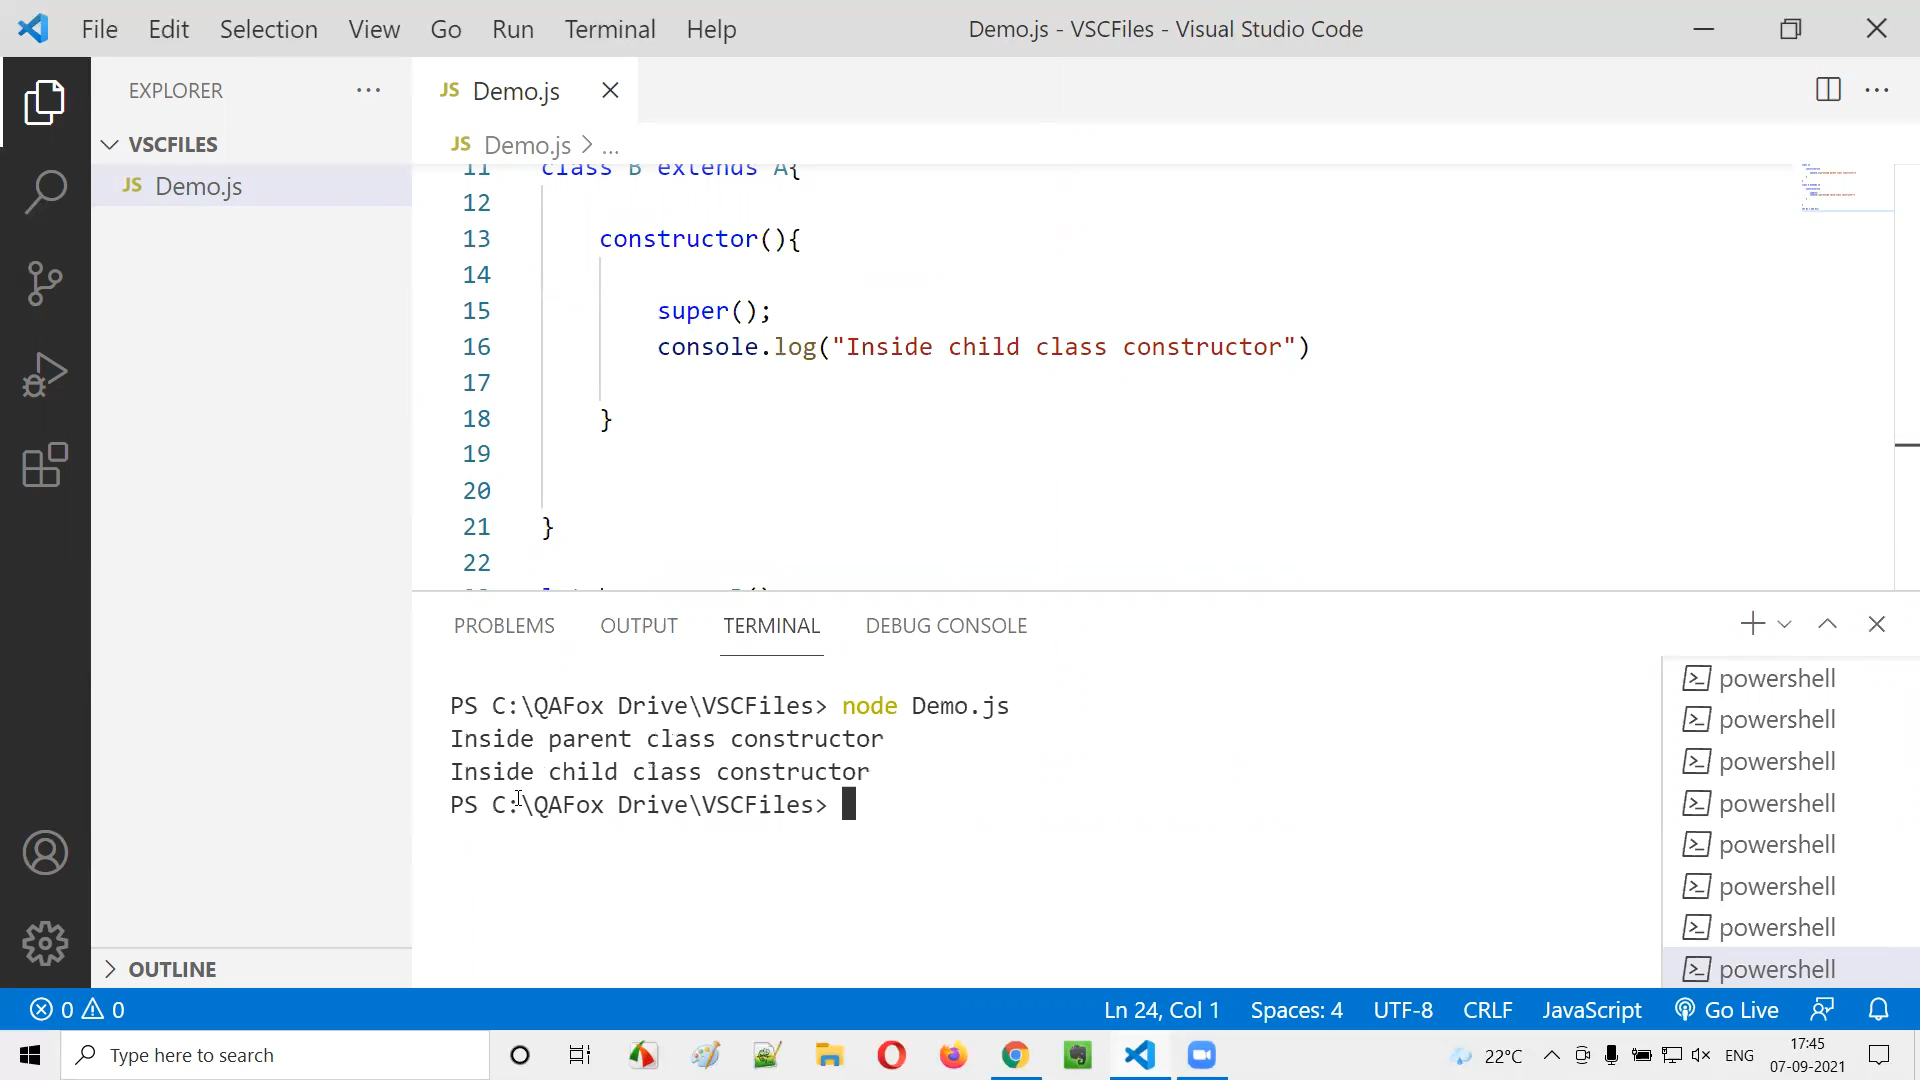 File Edit Selection View Go Run Terminal Help
Demo.js - VSCFiles - Visual Studio Code
EXPLORER
VSCFILES
JS Demo.js
OUTLINE
JS Demo.js
JS Demo.js > ...
11 class B extends A{
12
13 constructor(){
14
15 super();
16 console.log("Inside child class constructor")
17
18 }
19
20
21 }
22
PROBLEMS OUTPUT TERMINAL DEBUG CONSOLE
PS C:\QAFox Drive\VSCFiles> node Demo.js
Inside parent class constructor
Inside child class constructor
PS C:\QAFox Drive\VSCFiles>
powershell
powershell
powershell
powershell
powershell
powershell
powershell
powershell
0 0
Ln 24, Col 1 Spaces: 4 UTF-8 CRLF JavaScript Go Live
Type here to search
22°C
ENG
17:45
07-09-2021